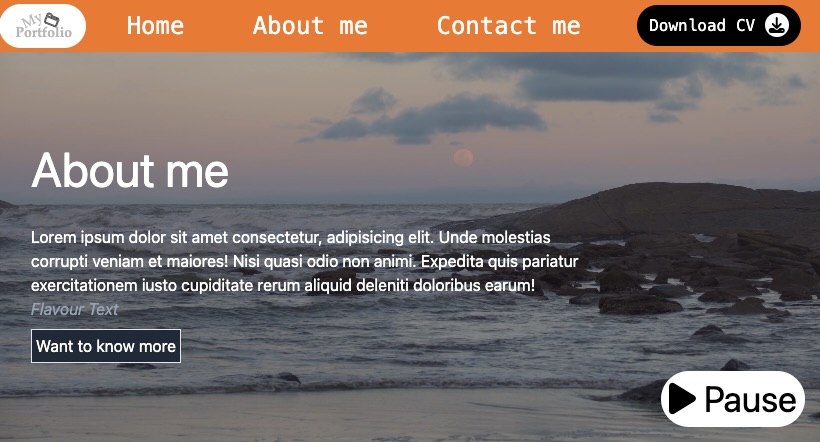 My
Portfolio
Home
About me
Contact me
Download CV
About me
Lorem ipsum dolor sit amet consectetur, adipisicing elit. Unde molestias
corrupti veniam et maiores! Nisi quasi odio non animi. Expedita quis pariatur
exercitationem iusto cupiditate rerum aliquid deleniti doloribus earum!
Flavour Text
Want to know more
Pause